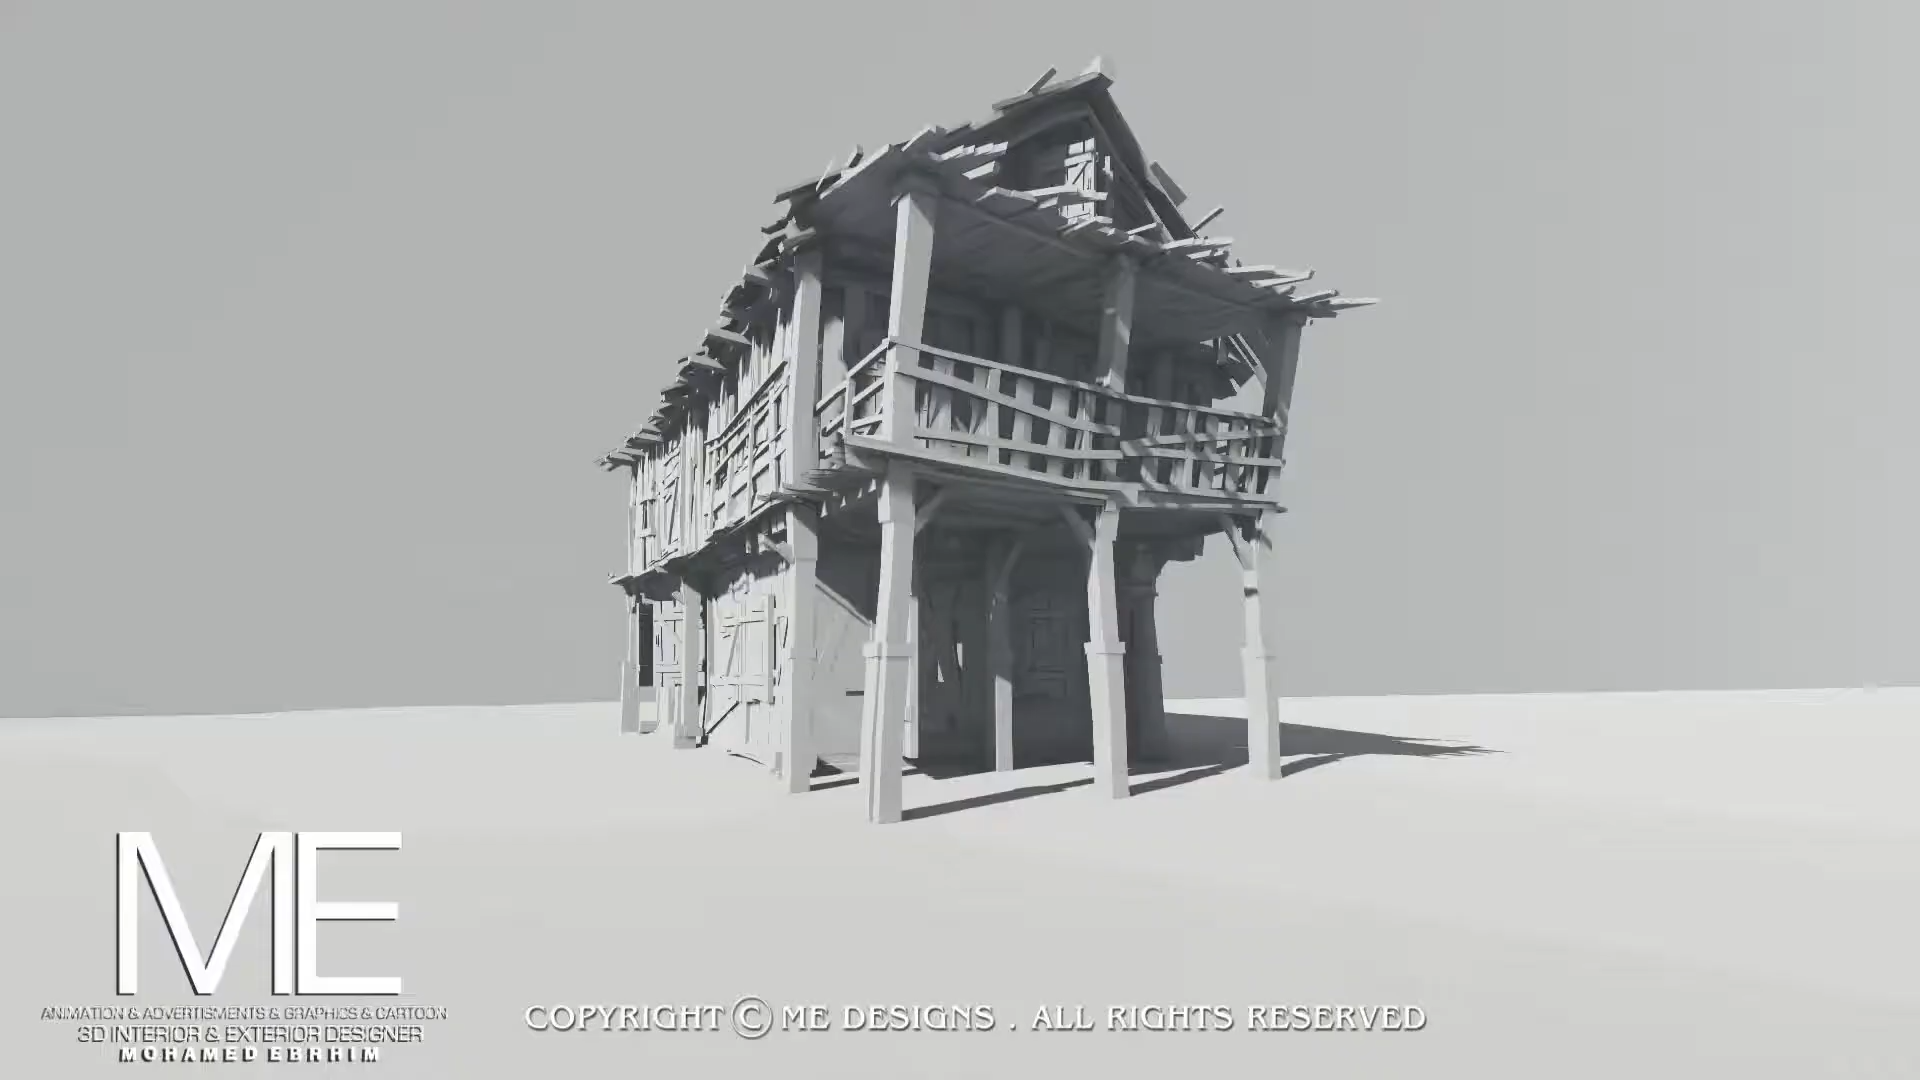 ME
ANIMATION & ADVERTISMENTS & GRAPHICS & CARTOON
3D INTERIOR & EXTERIOR DESIGNER
MOHAMED EBRHIM
COPYRIGHT © ME DESIGNS . ALL RIGHTS RESERVED